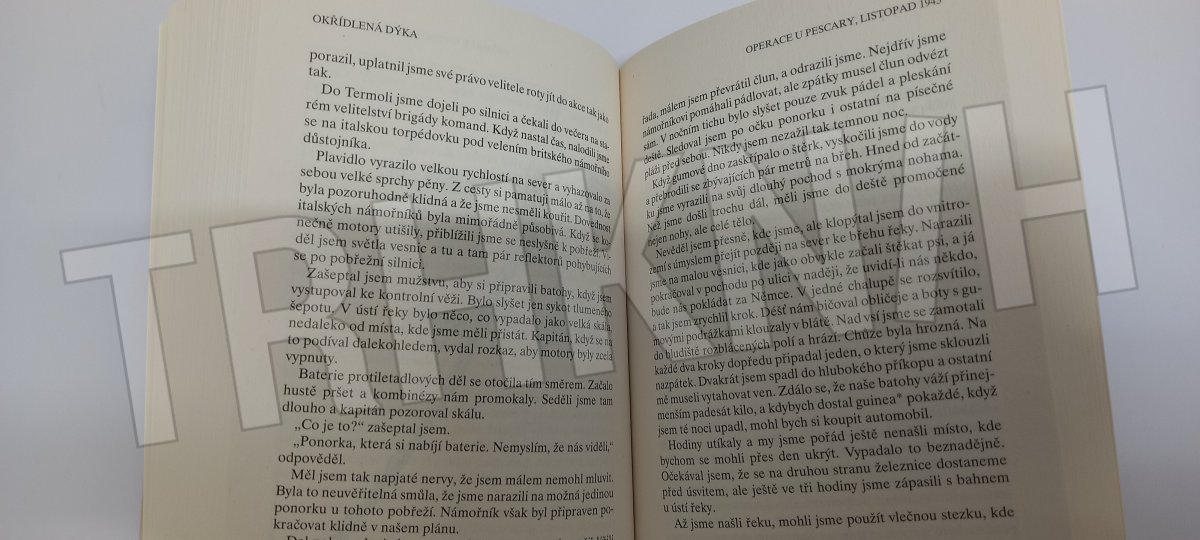 OKŘÍDLENÁ DÝKA
porazil, uplatnil jsme své právo velitele roty jít do akce tak jako
tak.
Do Termoli jsme dojeli po silnici a čekali do večera na sta-
rém velitelství brigády komand. Když nastal čas, nalodili jsme
se na italskou torpédovku pod velením britského námořního
důstojníka.
Plavidlo vyrazilo velkou rychlostí na sever a vyhazovalo za
sebou velké sprchy pěny. Z cesty si pamatuji málo až na to, že
byla pozoruhodně klidná a že jsme nesměli kouřit. Dovednost
italských námořníků byla mimořádně působivá. Když se ko-
nečně motory utišily, přiblížili jsme se neslyšně k pobřeží. Vi-
děl jsem světla vesnic a tu a tam pár reflektorů pohybujících
se po pobřežní silnici.
Zašeptal jsem mužstvu, aby si připravili batohy, když jsem
vystupoval ke kontrolní věži. Bylo slyšet jen sykot tlumeného
šepotu. V ústí řeky bylo něco, co vypadalo jako velká skála,
nedaleko od místa, kde jsme měli přistát. Kapitán, když se na
to podíval dalekohledem, vydal rozkaz, aby motory byly zcela
vypnuty.
Baterie protiletadlových děl se otočila tím směrem. Začalo
hustě pršet a kombinézy nám promokaly. Seděli jsme tam
dlouho a kapitán pozoroval skálu.
„Co je to?“ zašeptal jsem.
„Ponorka, která si nabíjí baterie. Nemyslím, že nás viděli,“
odpověděl.
Měl jsem tak napjaté nervy, že jsem málem nemohl mluvit.
Byla to neuvěřitelná smůla, že jsme narazili na možná jedinou
ponorku u tohoto pobřeží. Námořník však byl připraven po-
kračovat klidně v našem plánu.
OPERACE U PESCARY, LISTOPAD 1943
řada, málem jsem převrátil člun, a odrazili jsme. Nejdřív jsme
námořníkovi pomáhali pádlovat, ale zpátky musel člun odvézt
sám. V nočním tichu bylo slyšet pouze zvuk pádel a pleskání
deště. Sledoval jsem po očku ponorku i ostatní na písečné
pláži před sebou. Nikdy jsem nezažil tak temnou noc.
Když gumové dno zaskřípalo o štěrk, vyskočili jsme do vody
a přebrodili se zbývajících pár metrů na břeh. Hned od začát-
ku jsme vyrazili na svůj dlouhý pochod s mokrýma nohama.
Než jsme došli trochu dál, měli jsme do deště promočené
nejen nohy, ale celé tělo.
Nevěděl jsem přesně, kde jsme, ale klopýtal jsem do vnitro-
zemí s úmyslem přejít později na sever ke břehu řeky. Narazili
jsme na malou vesnici, kde jako obvykle začali štěkat psi, a já
pokračoval v pochodu po ulici v naději, že uvidí-li nás někdo,
bude nás pokládat za Němce. V jedné chalupě se rozsvítilo,
a tak jsem zrychlil krok. Déšť nám bičoval obličeje a boty s gu-
movými podrážkami klouzaly v blátě. Nad vsí jsme se zamotali
do bludiště rozblácených polí a hrází. Chůze byla hrozná. Na
každé dva kroky dopředu připadal jeden, o který jsme sklouzli
nazpátek. Dvakrát jsem spadl do hlubokého příkopu a ostatní
mě museli vytahovat ven. Zdálo se, že naše batohy váží přinej-
menším padesát kilo, a kdybych dostal guinea* pokaždé, když
jsem té noci upadl, mohl bych si koupit automobil.
Hodiny utíkaly a my jsme pořád ještě nenašli místo, kde
bychom se mohli přes den ukrýt. Vypadalo to beznadějně.
Očekával jsem, že se na druhou stranu železnice dostaneme
před úsvitem, ale ještě ve tři hodiny jsme zápasili s bahnem
u ústí řeky.
Až jsme našli řeku, mohli jsme použít vlečnou stezku, kde